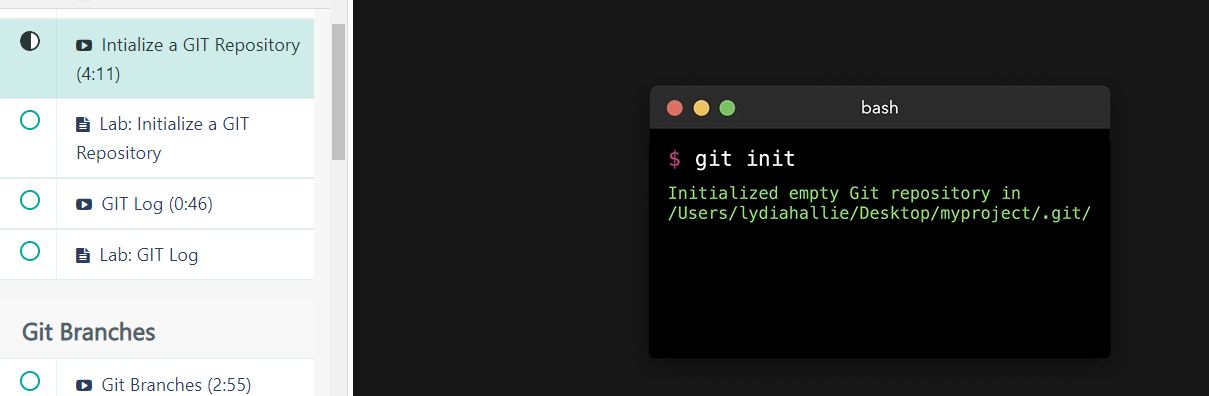 Intialize a GIT Repository
(4:11)
Lab: Initialize a GIT
Repository
GIT Log (0:46)
Lab: GIT Log
Git Branches
Git Branches (2:55)
bash
$ git init
Initialized empty Git repository in
/Users/lydiahallie/Desktop/myproject/.git/